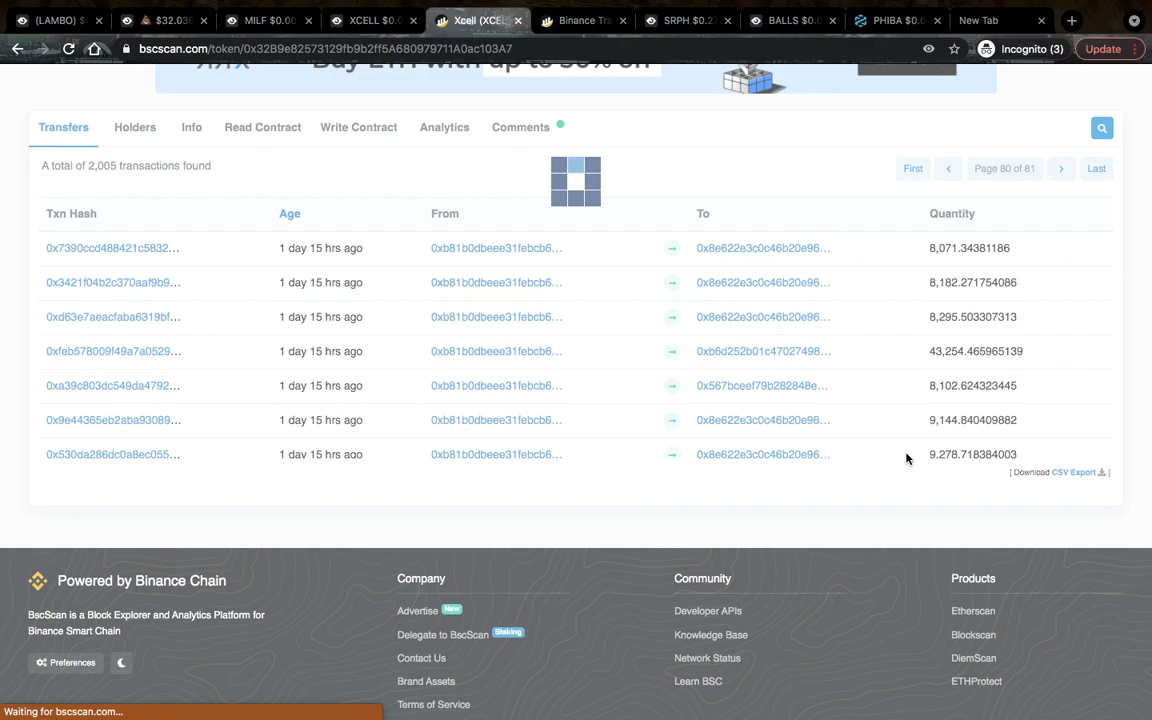 (LAMBO) $
$32.03
MILF $0.00
XCELL $0.0
Xcell (XCEL
Binance Tra
SRPH $0.2
BALLS $0.0
PHIBA $0.0
New Tab
bscscan.com/token/0x32B9e82573129fb9b2ff5A680979711A0ac103A7
Incognito (3)
Update
Buy ETH with up to 50% off
Transfers
Holders
Info
Read Contract
Write Contract
Analytics
Comments
A total of 2,005 transactions found
First
Page 80 of 81
Last
Txn Hash Age From To Quantity
0x7390ccd488421c5832... 1 day 15 hrs ago 0xb81b0dbeee31febcb6... 0x8e622e3c0c46b20e96... 8,071.34381186
0x3421f04b2c370aaf9b9... 1 day 15 hrs ago 0xb81b0dbeee31febcb6... 0x8e622e3c0c46b20e96... 8,182.271754086
0xd63e7aeacfaba6319bf... 1 day 15 hrs ago 0xb81b0dbeee31febcb6... 0x8e622e3c0c46b20e96... 8,295.503307313
0xfeb578009f49a7a0529... 1 day 15 hrs ago 0xb81b0dbeee31febcb6... 0xb6d252b01c47027498... 43,254.465965139
0xa39c803dc549da4792... 1 day 15 hrs ago 0xb81b0dbeee31febcb6... 0x567bceef79b282848e... 8,102.624323445
0x9e44365eb2aba93089... 1 day 15 hrs ago 0xb81b0dbeee31febcb6... 0x8e622e3c0c46b20e96... 9,144.840409882
0x530da286dc0a8ec055... 1 day 15 hrs ago 0xb81b0dbeee31febcb6... 0x8e622e3c0c46b20e96... 9,278.718384003
[ Download CSV Export ]
Powered by Binance Chain
BscScan is a Block Explorer and Analytics Platform for
Binance Smart Chain
Preferences
Company
Advertise New
Delegate to BscScan Staking
Contact Us
Brand Assets
Terms of Service
Community
Developer APIs
Knowledge Base
Network Status
Learn BSC
Products
Etherscan
Blockscan
DiemScan
ETHProtect
Waiting for bscscan.com...